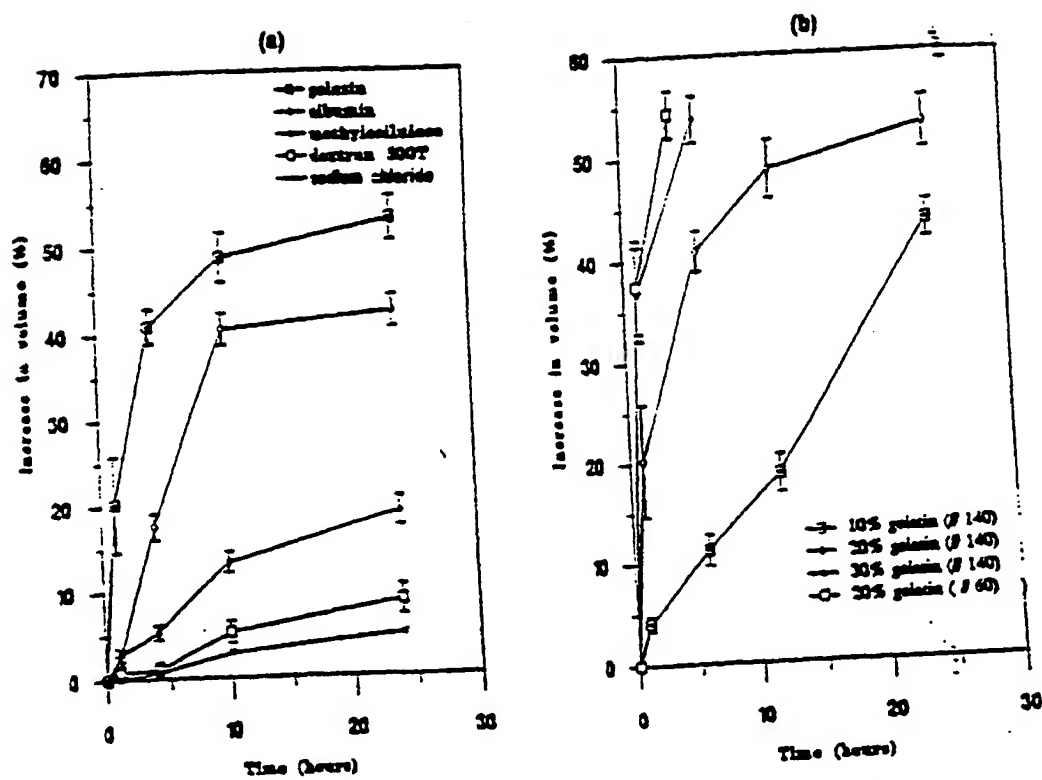 (a)
70
60
50
40
30
20
10
0
Increase in volume (%)
gelatin
albumin
methylcellulose
dextran 300T
sodium chloride
0
10
20
30
Time (hours)
(b)
60
50
40
30
20
10
0
Increase in volume (%)
10% gelatin (# 140)
20% gelatin (# 140)
30% gelatin (# 140)
20% gelatin ( # 60)
0
10
20
30
Time (hours)